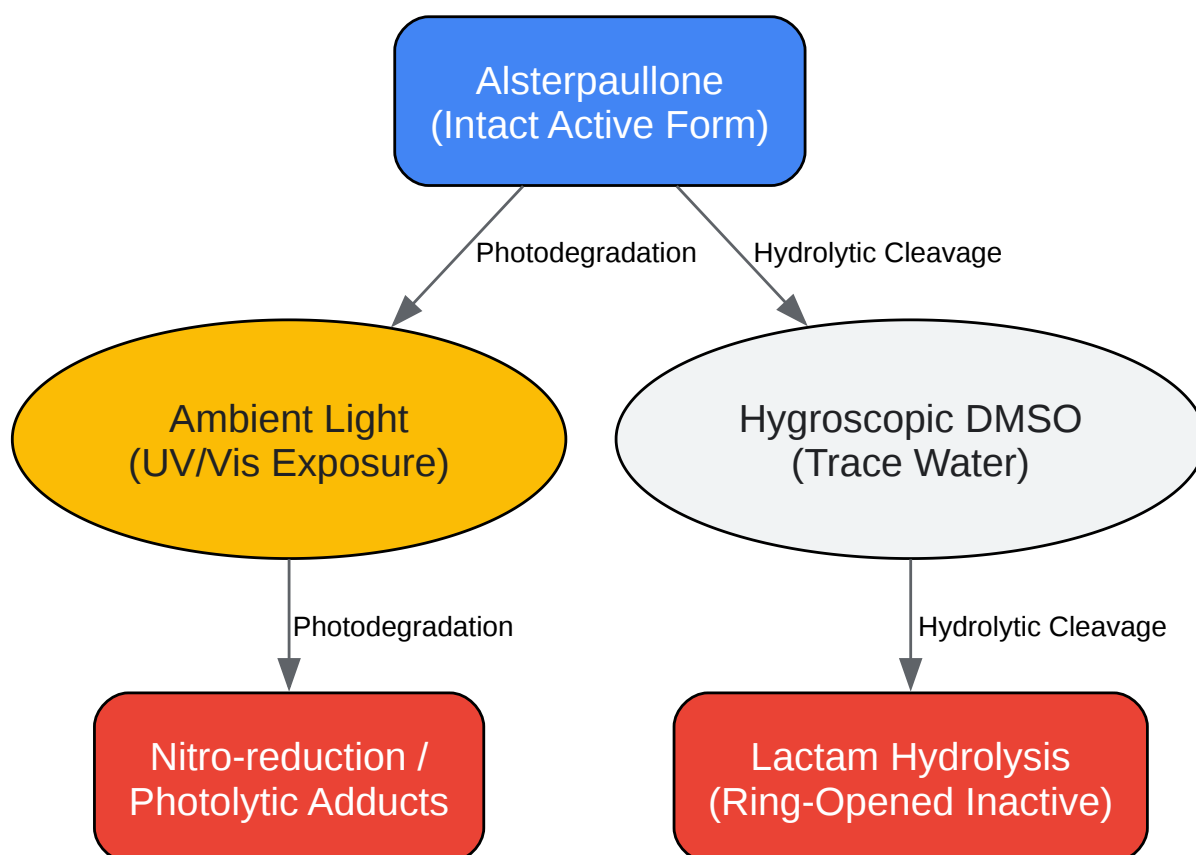 Alsterpaullone
(Intact Active Form)
Photodegradation
Hydrolytic Cleavage
Ambient Light
(UV/Vis Exposure)
Hygroscopic DMSO
(Trace Water)
Photodegradation
Hydrolytic Cleavage
Nitro-reduction /
Photolytic Adducts
Lactam Hydrolysis
(Ring-Opened Inactive)